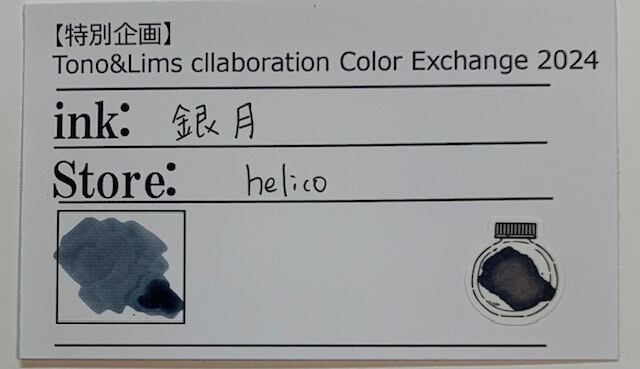 【特別企画】
Tono&Lims cllaboration Color Exchange 2024
ink: 銀月
Store: helico